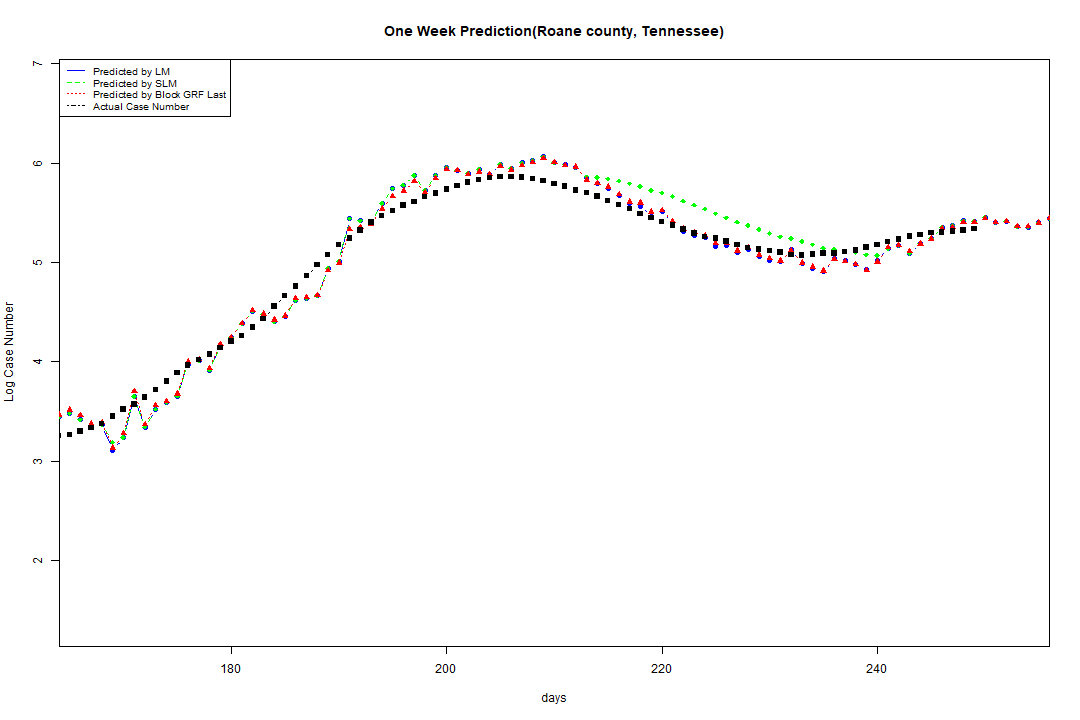 One Week Prediction(Roane county, Tennessee)
Predicted by LM
Predicted by SLM
Predicted by Block GRF Last
Actual Case Number
7
6
5
4
3
2
Log Case Number
180
200
220
240
days